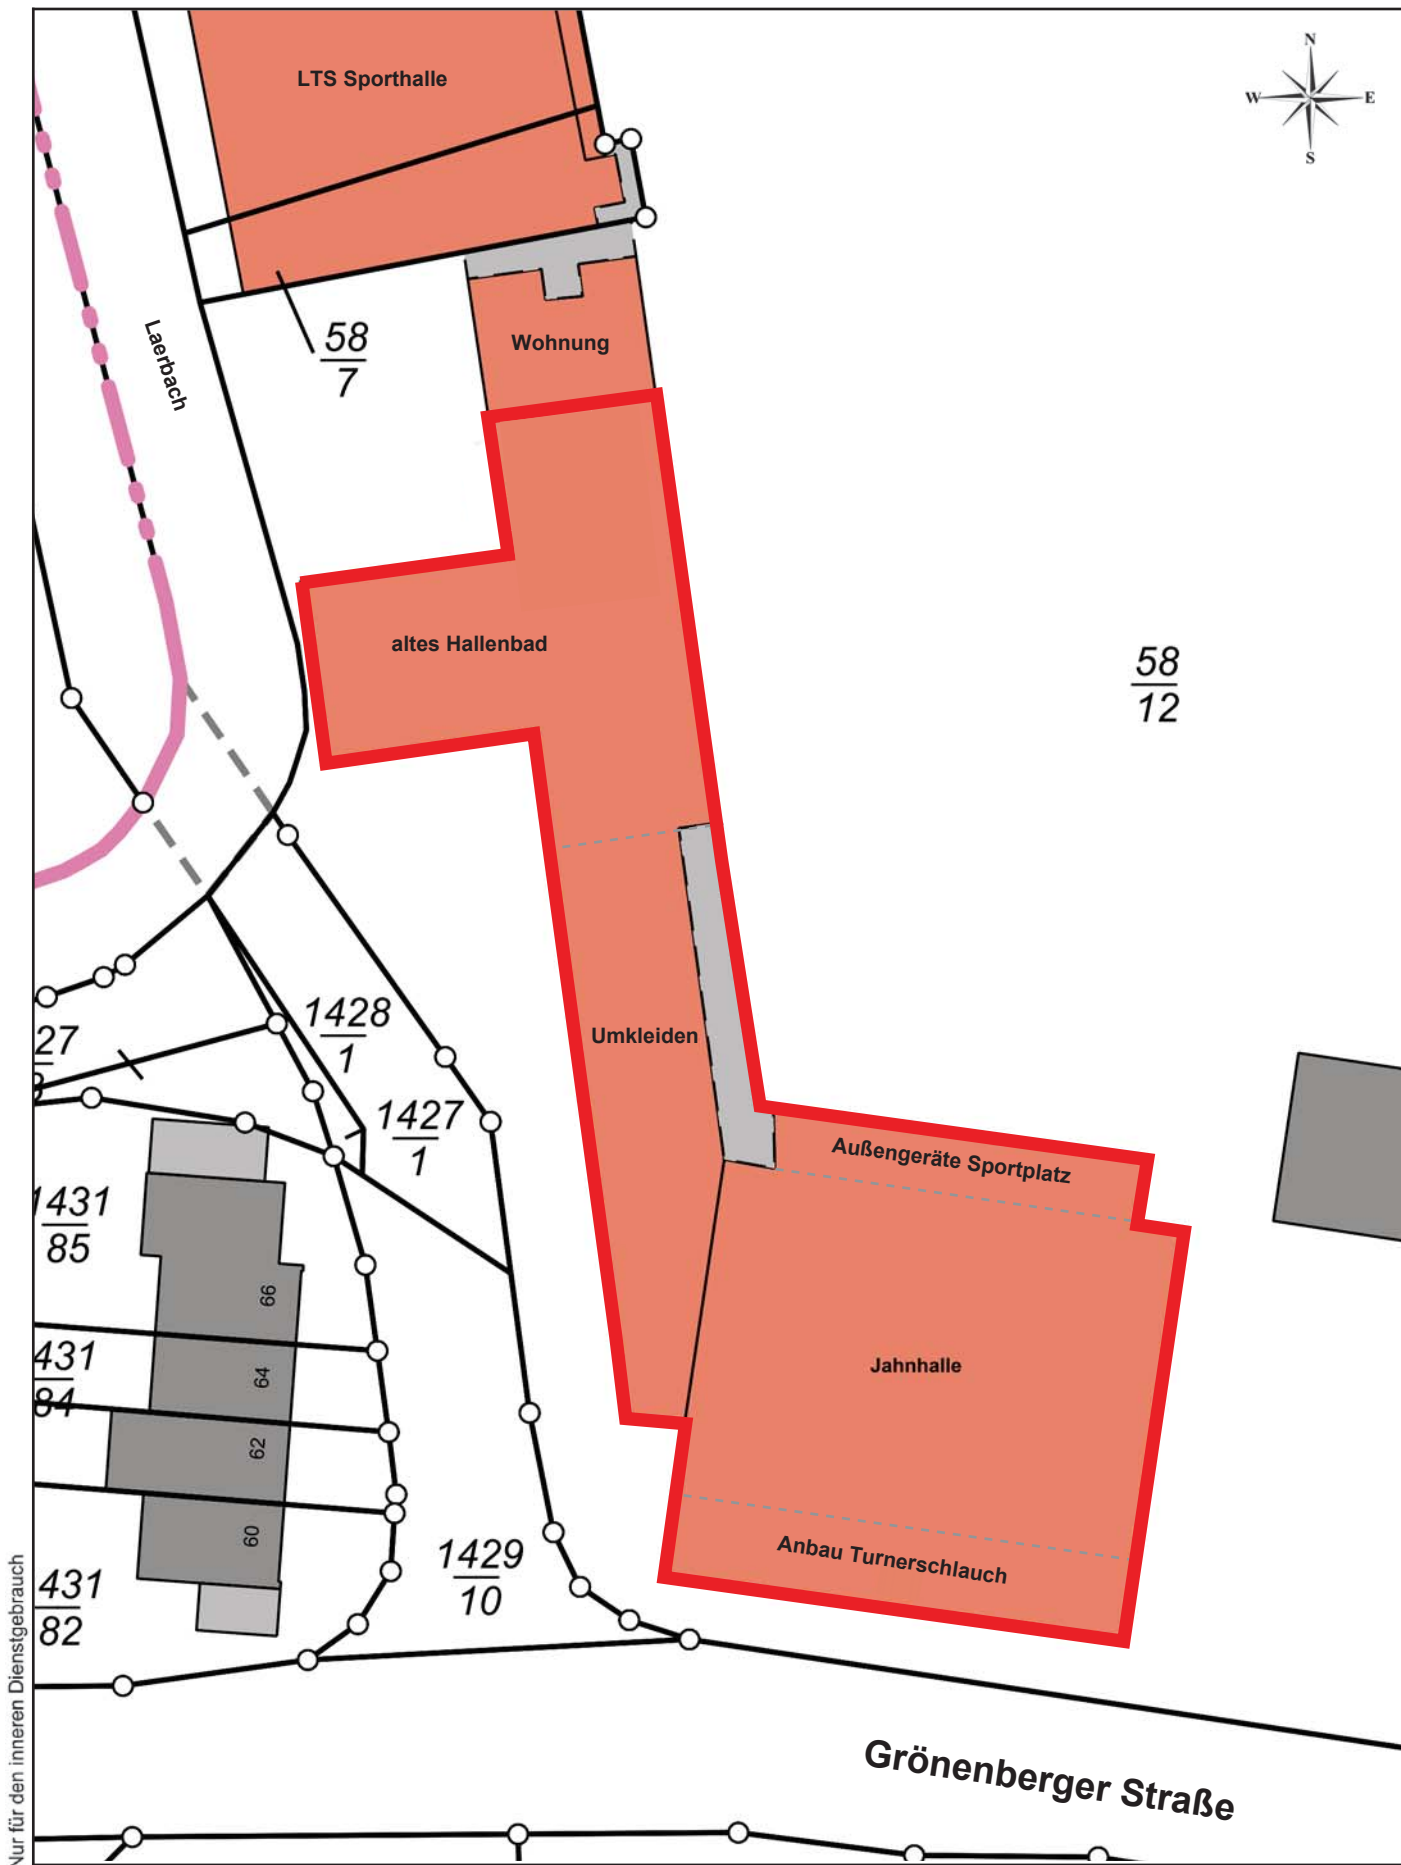 N
W E
S
LTS Sporthalle
58
7
Laerbach
Wohnung
altes Hallenbad
58
12
1428
1
27
Umkleiden
1427
1
Außengeräte Sportplatz
1431
85
66
431
84
64
Jahnhalle
62
60
1429
10
Anbau Turnerschlauch
431
82
Grönenberger Straße
Nur für den inneren Dienstgebrauch